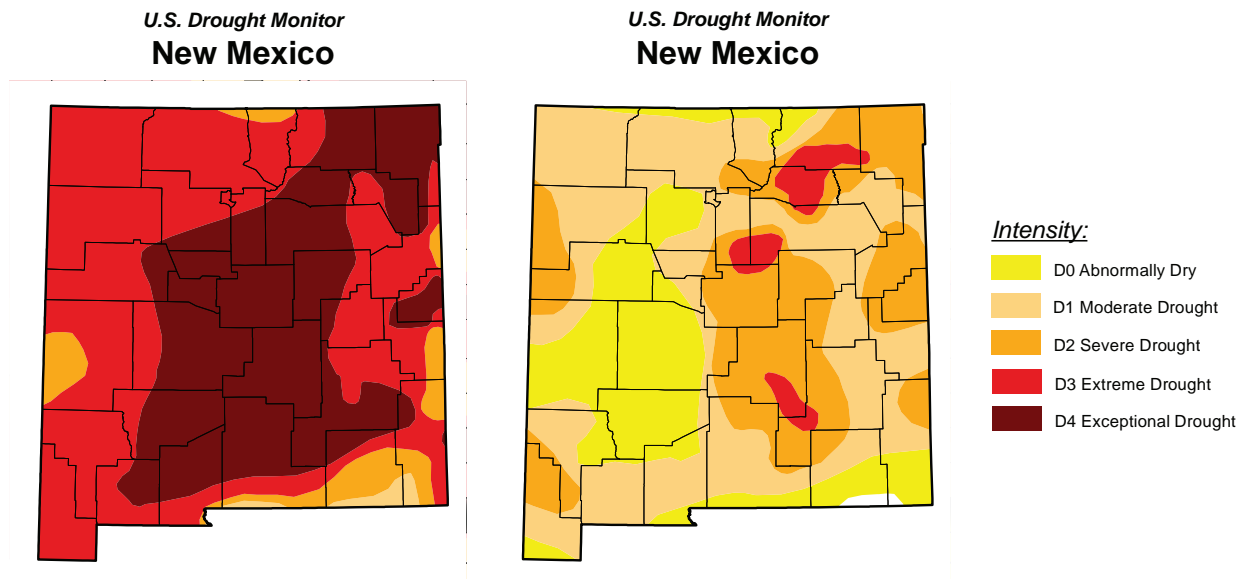 U.S. Drought Monitor
New Mexico
U.S. Drought Monitor
New Mexico
Intensity:
D0 Abnormally Dry
D1 Moderate Drought
D2 Severe Drought
D3 Extreme Drought
D4 Exceptional Drought